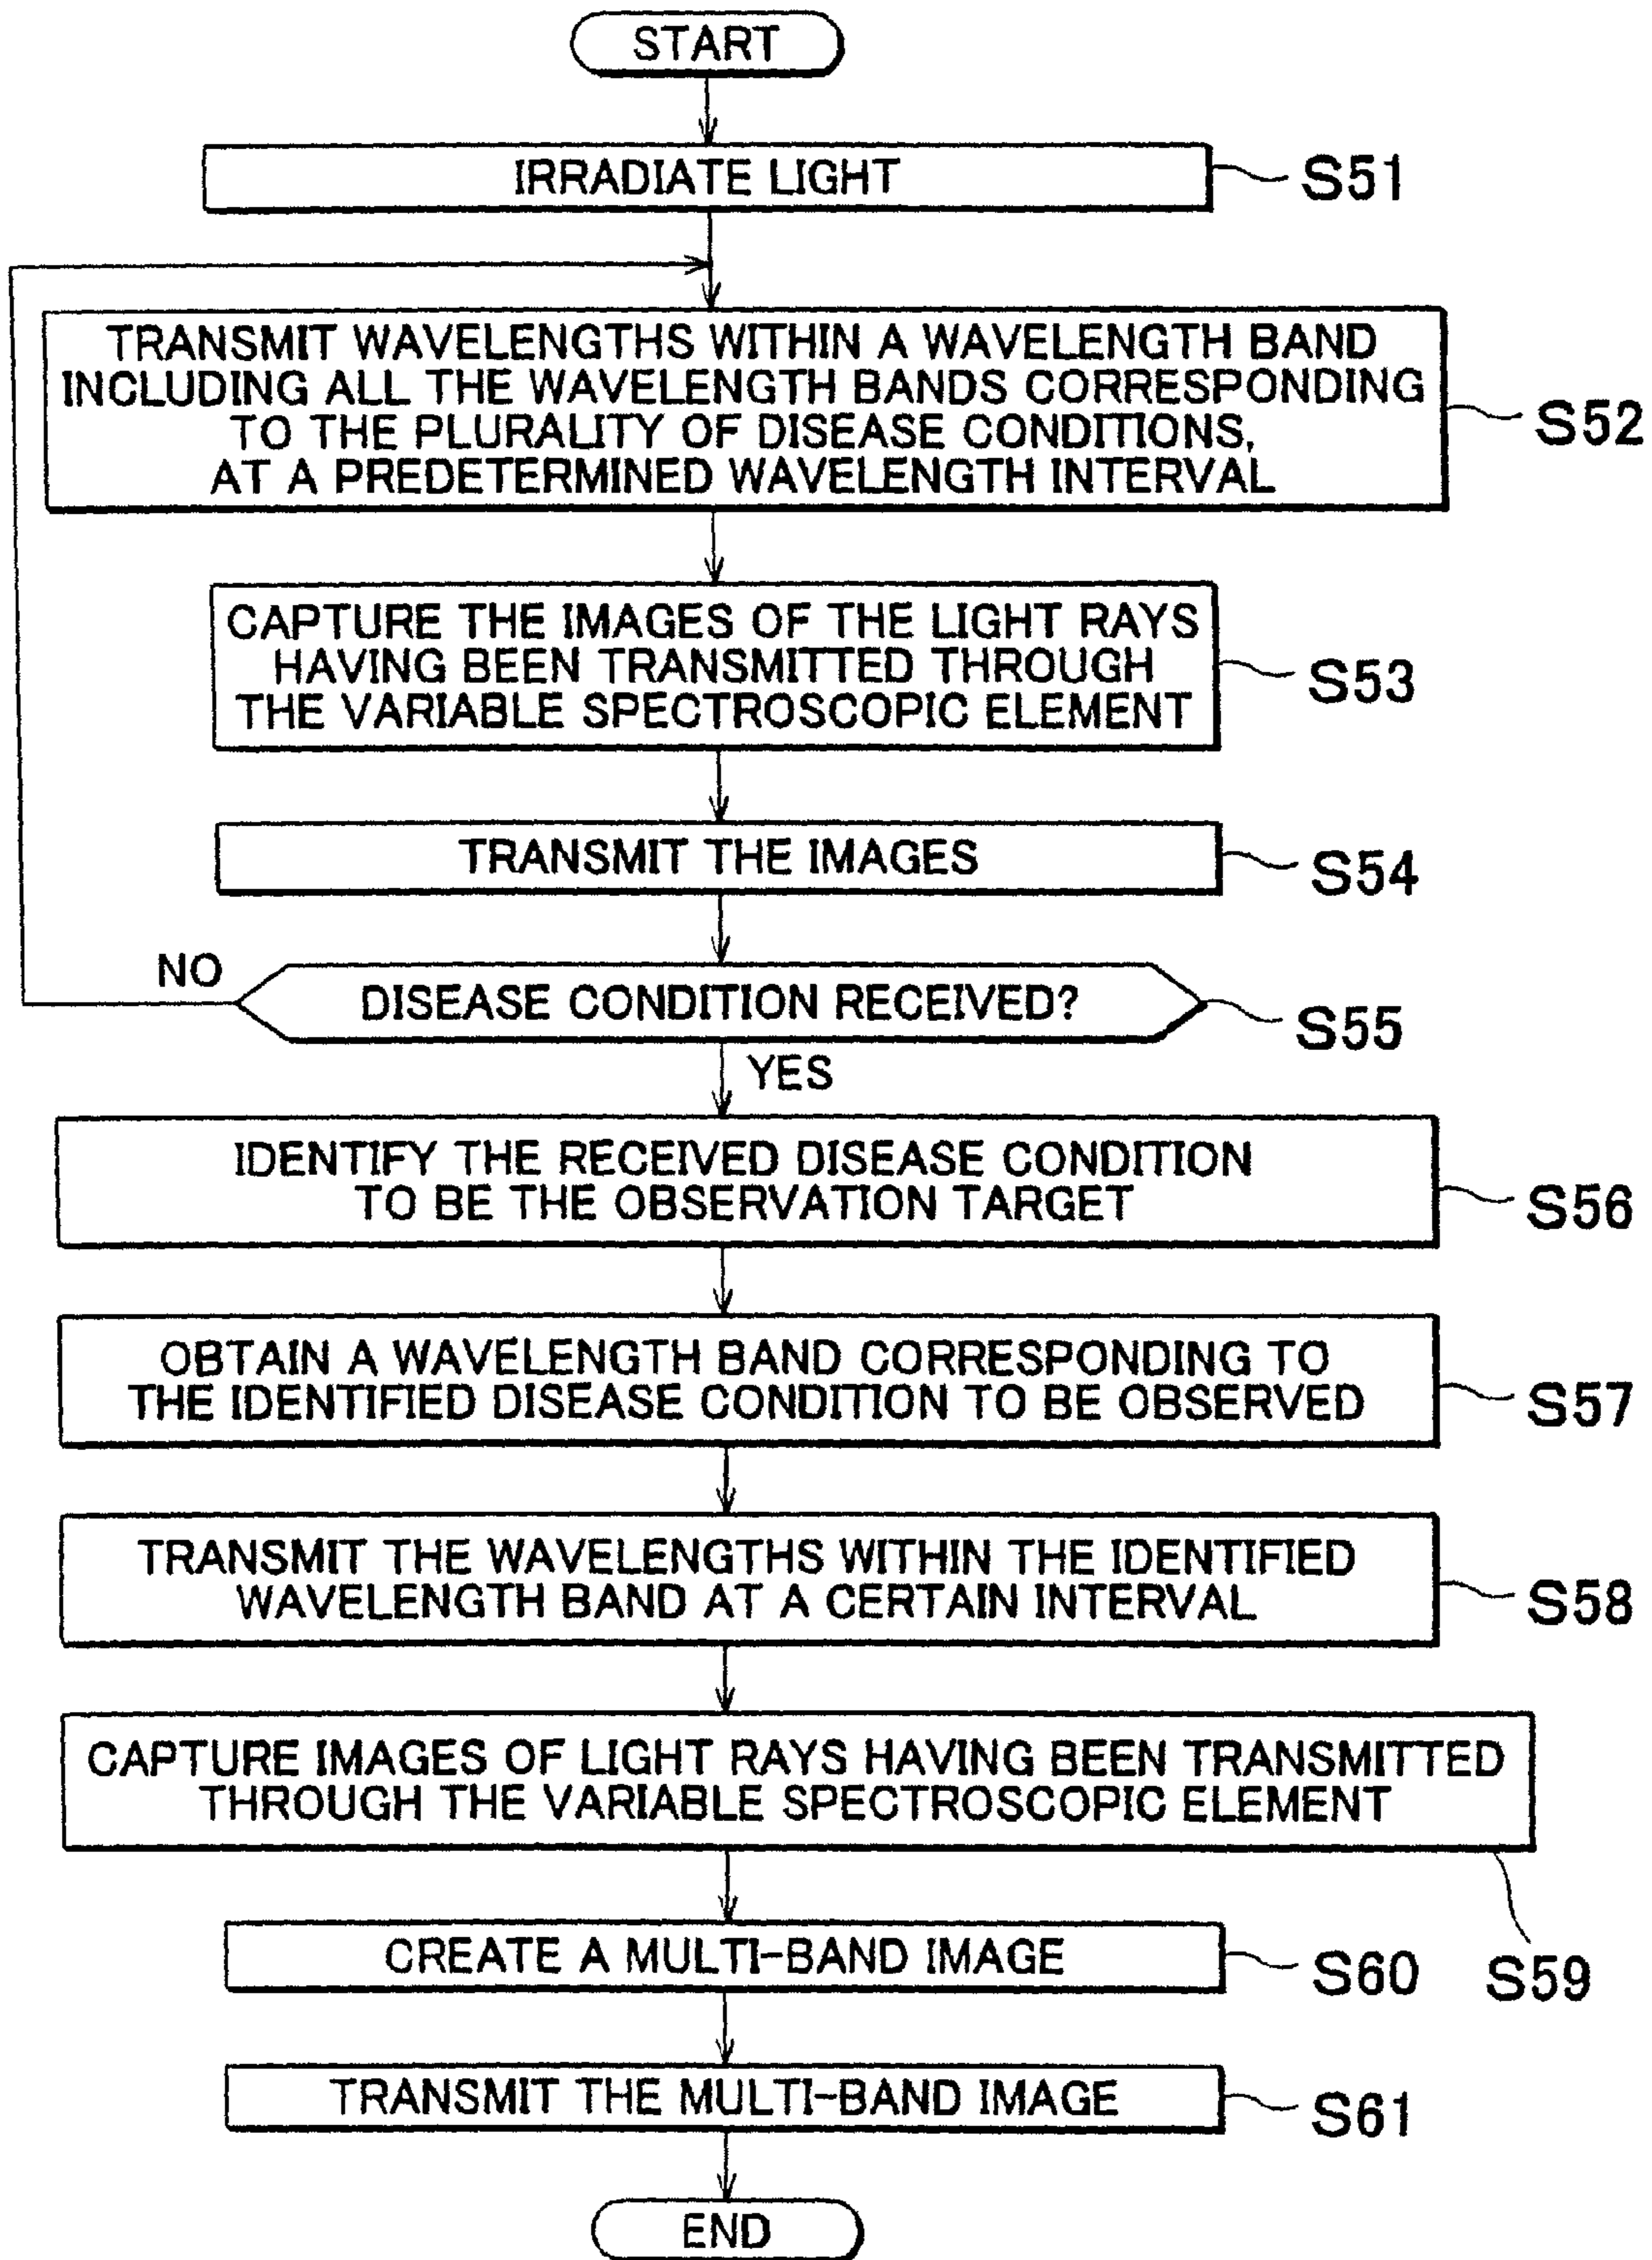 START
IRRADIATE LIGHT
S51
TRANSMIT WAVELENGTHS WITHIN A WAVELENGTH BAND
INCLUDING ALL THE WAVELENGTH BANDS CORRESPONDING
TO THE PLURALITY OF DISEASE CONDITIONS,
AT A PREDETERMINED WAVELENGTH INTERVAL
S52
CAPTURE THE IMAGES OF THE LIGHT RAYS
HAVING BEEN TRANSMITTED THROUGH
THE VARIABLE SPECTROSCOPIC ELEMENT
S53
TRANSMIT THE IMAGES
S54
NO
DISEASE CONDITION RECEIVED?
S55
YES
IDENTIFY THE RECEIVED DISEASE CONDITION
TO BE THE OBSERVATION TARGET
S56
OBTAIN A WAVELENGTH BAND CORRESPONDING TO
THE IDENTIFIED DISEASE CONDITION TO BE OBSERVED
S57
TRANSMIT THE WAVELENGTHS WITHIN THE IDENTIFIED
WAVELENGTH BAND AT A CERTAIN INTERVAL
S58
CAPTURE IMAGES OF LIGHT RAYS HAVING BEEN TRANSMITTED
THROUGH THE VARIABLE SPECTROSCOPIC ELEMENT
S59
CREATE A MULTI-BAND IMAGE
S60
TRANSMIT THE MULTI-BAND IMAGE
S61
END